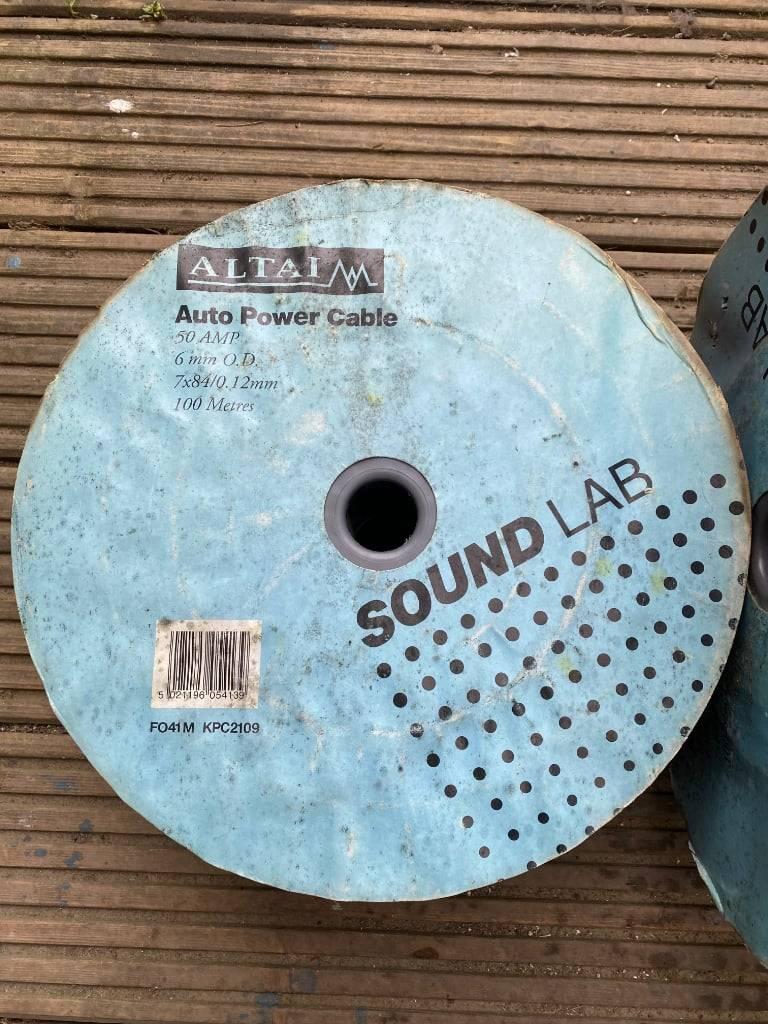 ALTAI
Auto Power Cable
50 AMP
6 mm O.D.
7x84/0.12mm
100 Metres
SOUND LAB
5 021196 054139
FO41M KPC2109
LAB